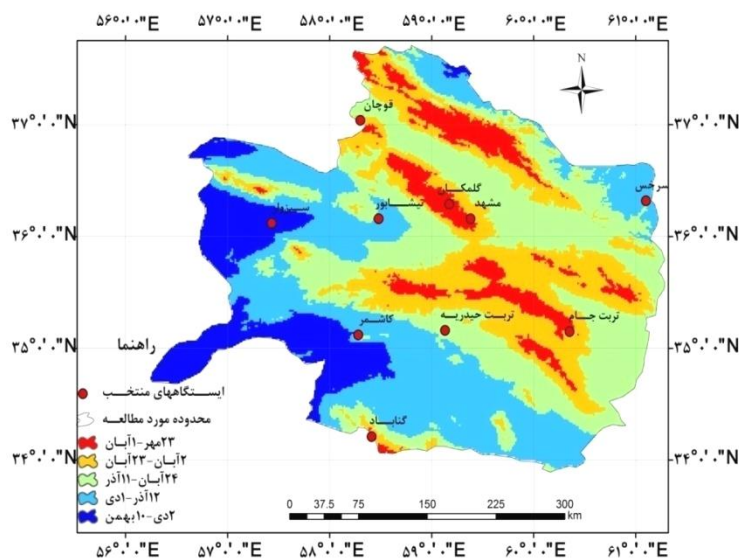 ۵۶°۰'۰"   ۵۷°۰'۰"   ۵۸°۰'۰"   ۵۹°۰'۰"   ۶۰°۰'۰"   ۶۱°۰'۰"
N
۳۷°۰'۰"N
۳۶°۰'۰"N
۳۵°۰'۰"N
۳۴°۰'۰"N
۳۷°۰'۰"N
۳۶°۰'۰"N
۳۵°۰'۰"N
۳۴°۰'۰"N
قوچان
سرخس
گلمکان
مشهد
نیشابور
سبزوار
کاشمر
تربت حیدریه
تربت جام
گناباد
راهنما
ایستگاههای منتخب
محدوده مورد مطالعه
۲۳مهر-۱آبان
۲آبان-۲۳آبان
۲۴آبان-۱۱آذر
۱۲آذر-۱دی
۲دی-۱۰بهمن
0 37.5 75 150 225 300
km
۵۶°۰'۰"   ۵۷°۰'۰"   ۵۸°۰'۰"   ۵۹°۰'۰"   ۶۰°۰'۰"   ۶۱°۰'۰"